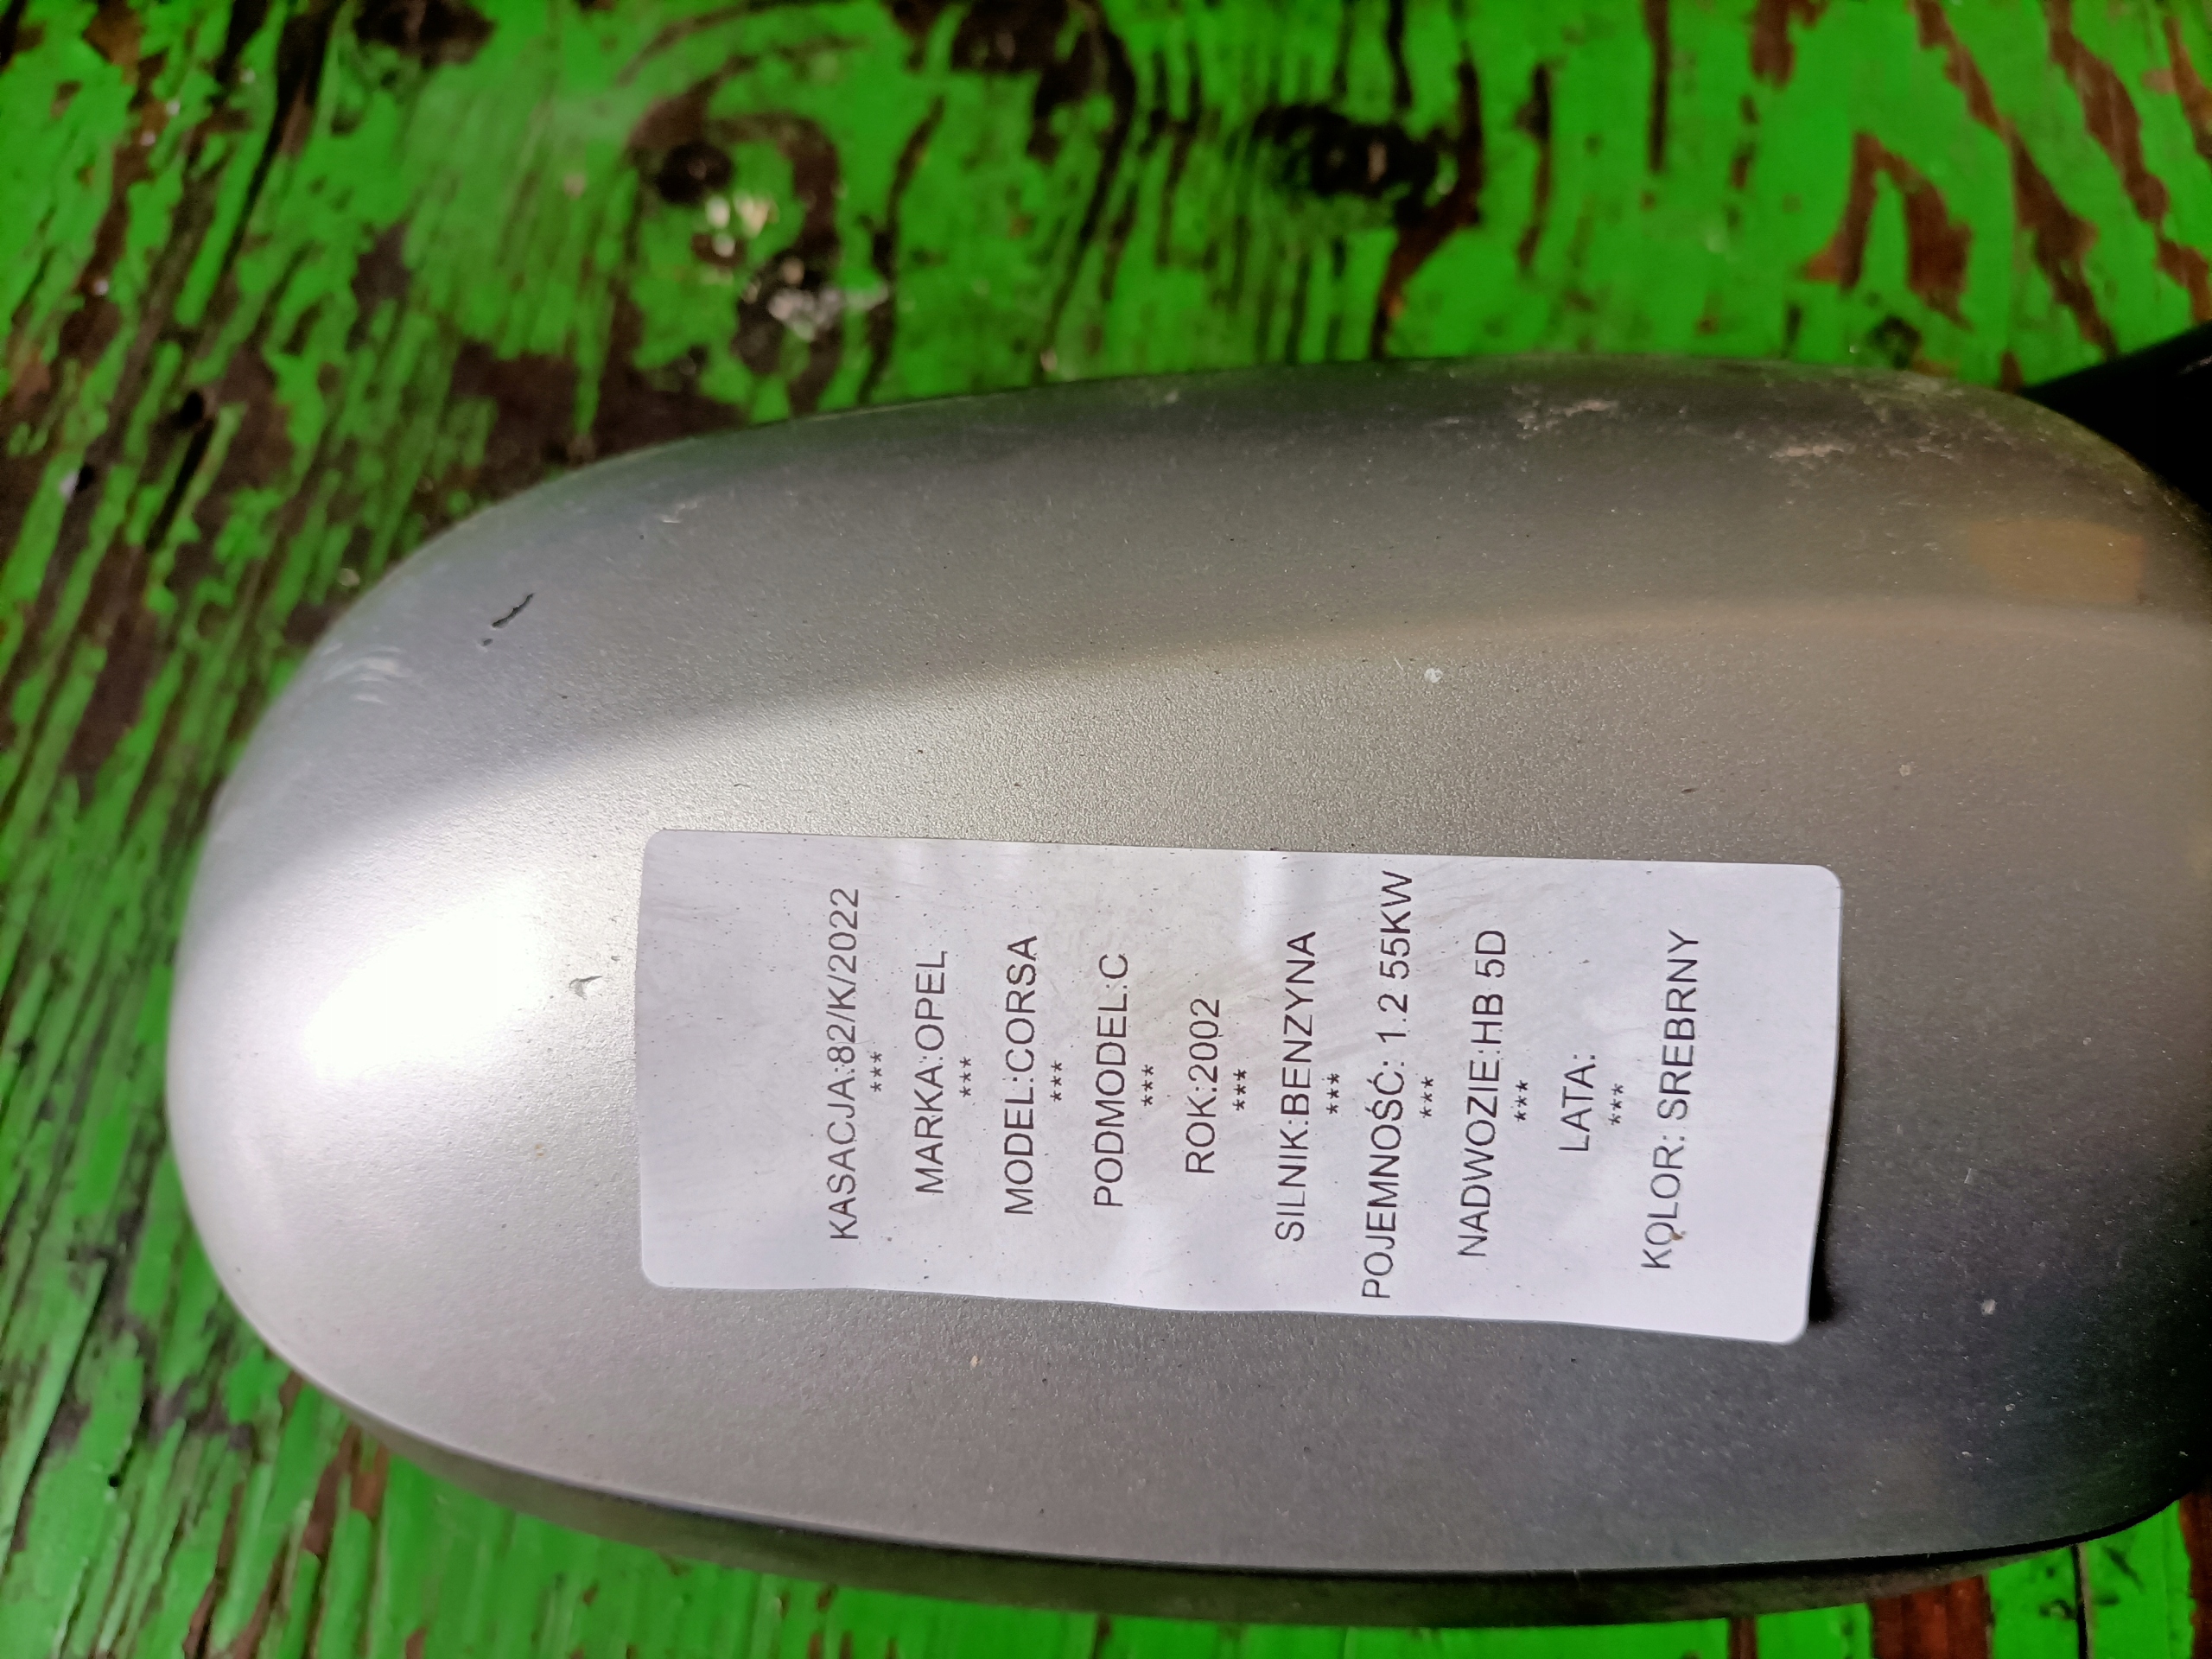 KASACJA:82/K/2022
***
MARKA:OPEL
***
MODEL:CORSA
***
PODMODEL:C
***
ROK:2002
***
SILNIK:BENZYNA
***
POJEMNOŚĆ: 1.2 55KW
***
NADWOZIE:HB 5D
***
LATA:
***
KOLOR: SREBRNY